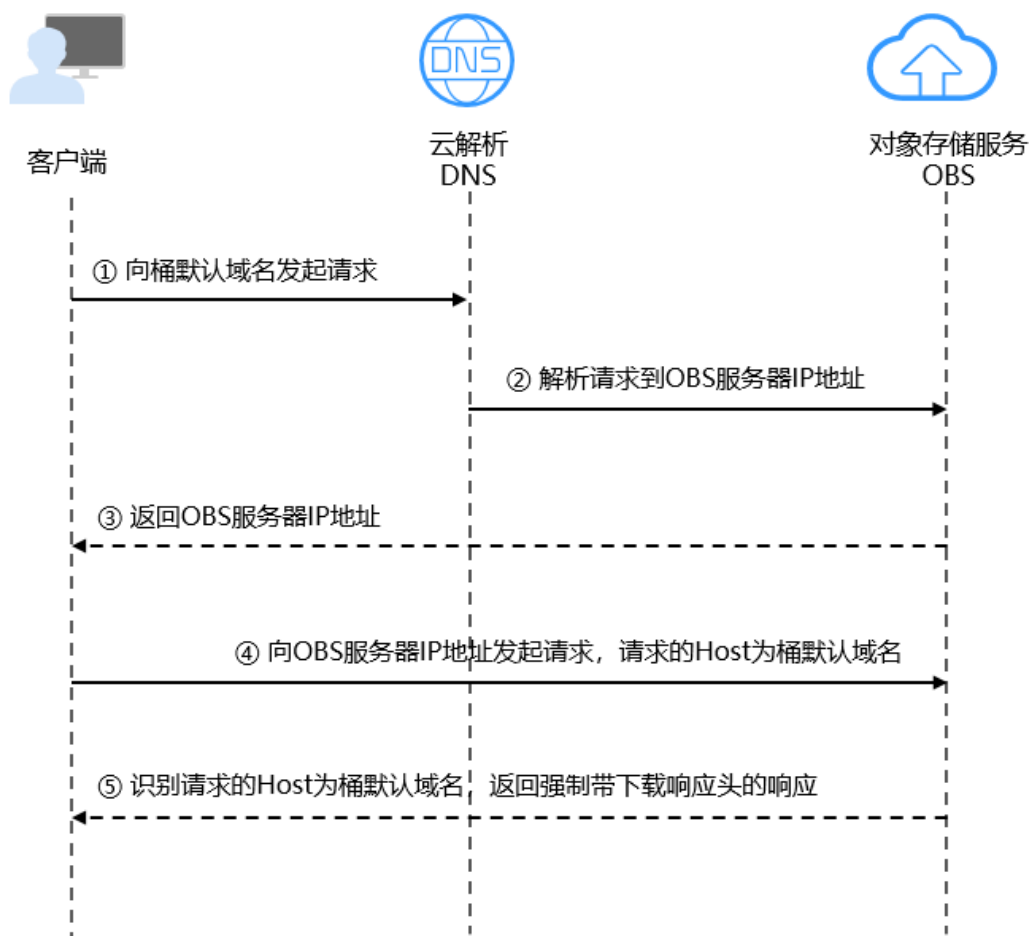 DNS
客户端
云解析
DNS
对象存储服务
OBS
① 向桶默认域名发起请求
② 解析请求到OBS服务器IP地址
③ 返回OBS服务器IP地址
④ 向OBS服务器IP地址发起请求，请求的Host为桶默认域名
⑤ 识别请求的Host为桶默认域名，返回强制带下载响应头的响应